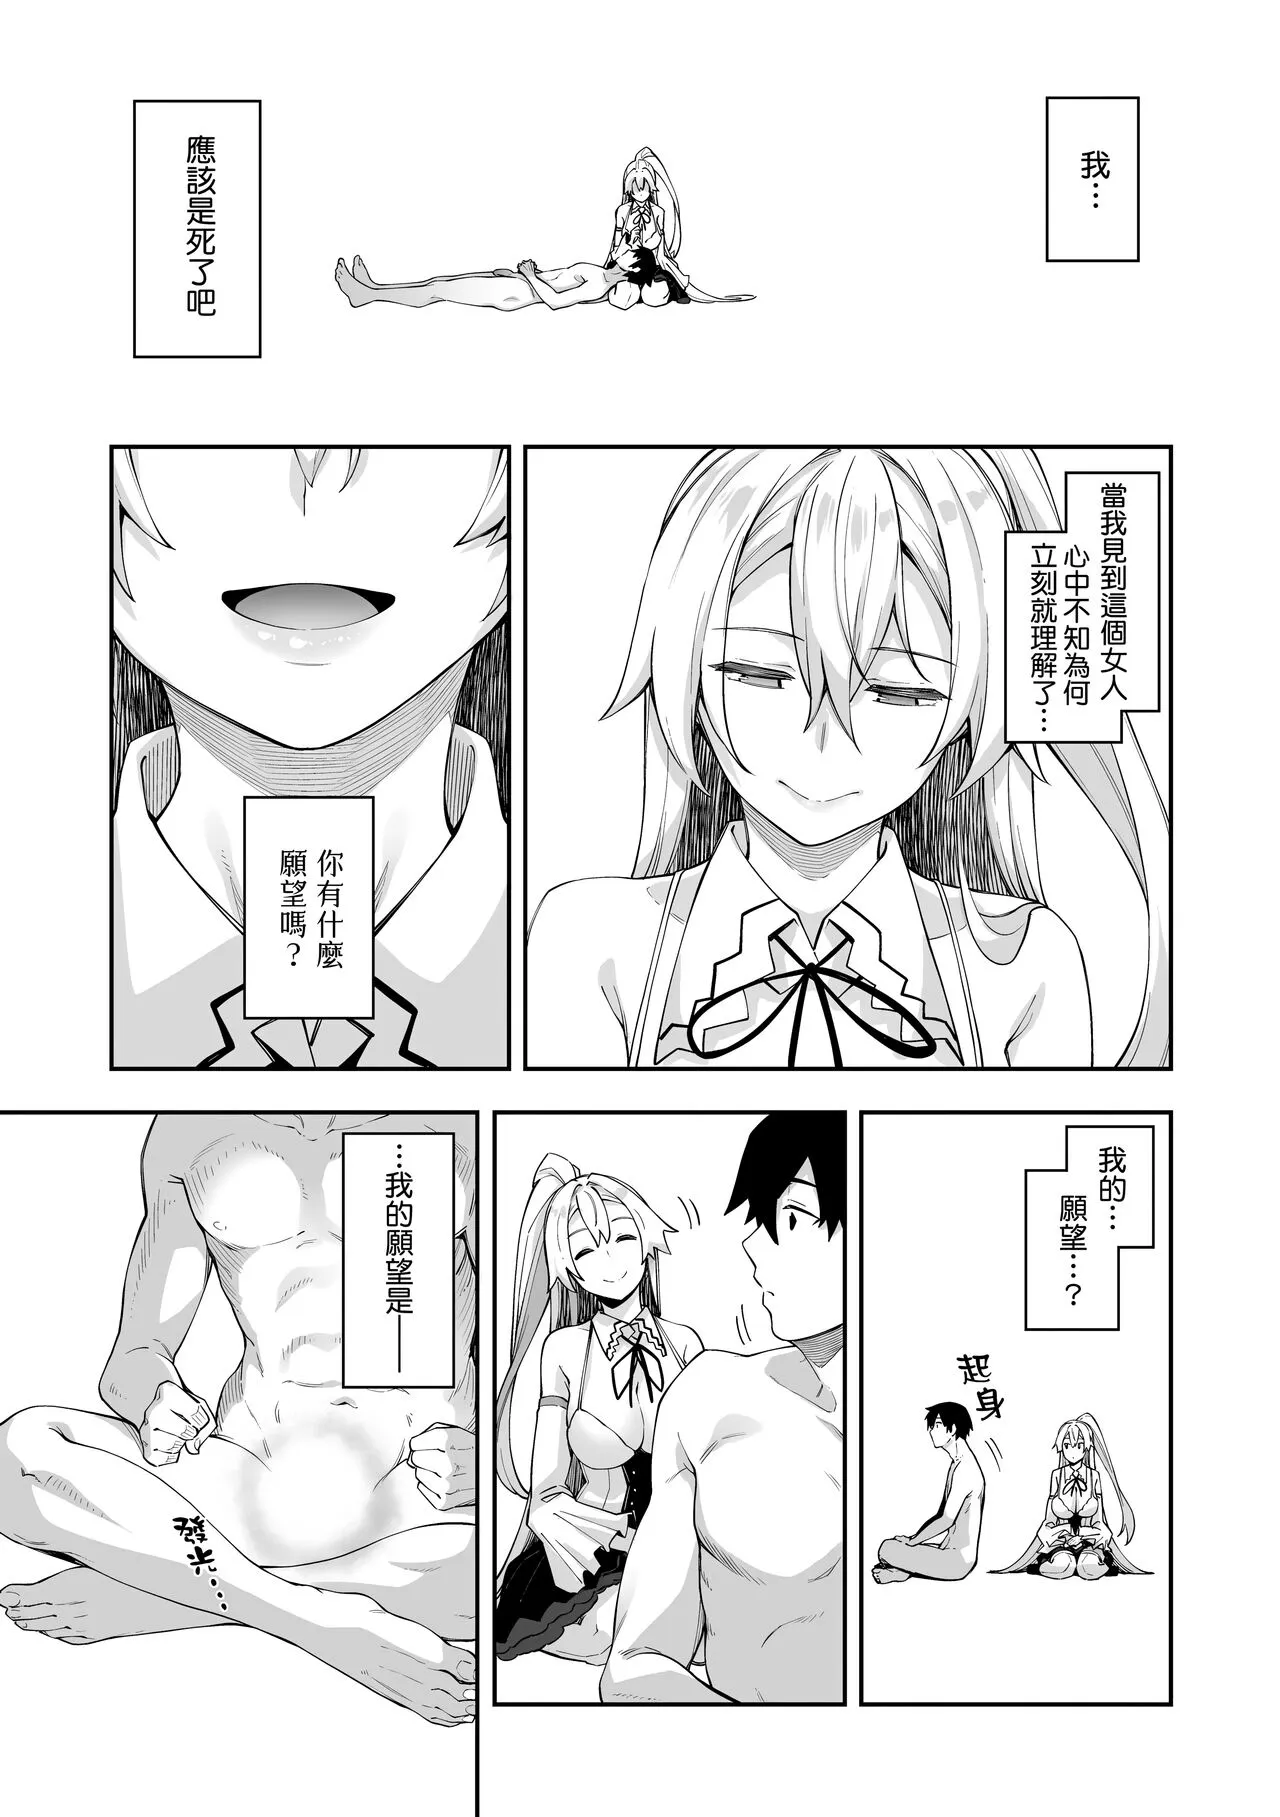 我…
應該是死了吧
當我見到這個女人
心中不知為何
立刻就理解了…
你有什麼
願望嗎？
我的…
願望…？
起身
…我的願望是——
發光…